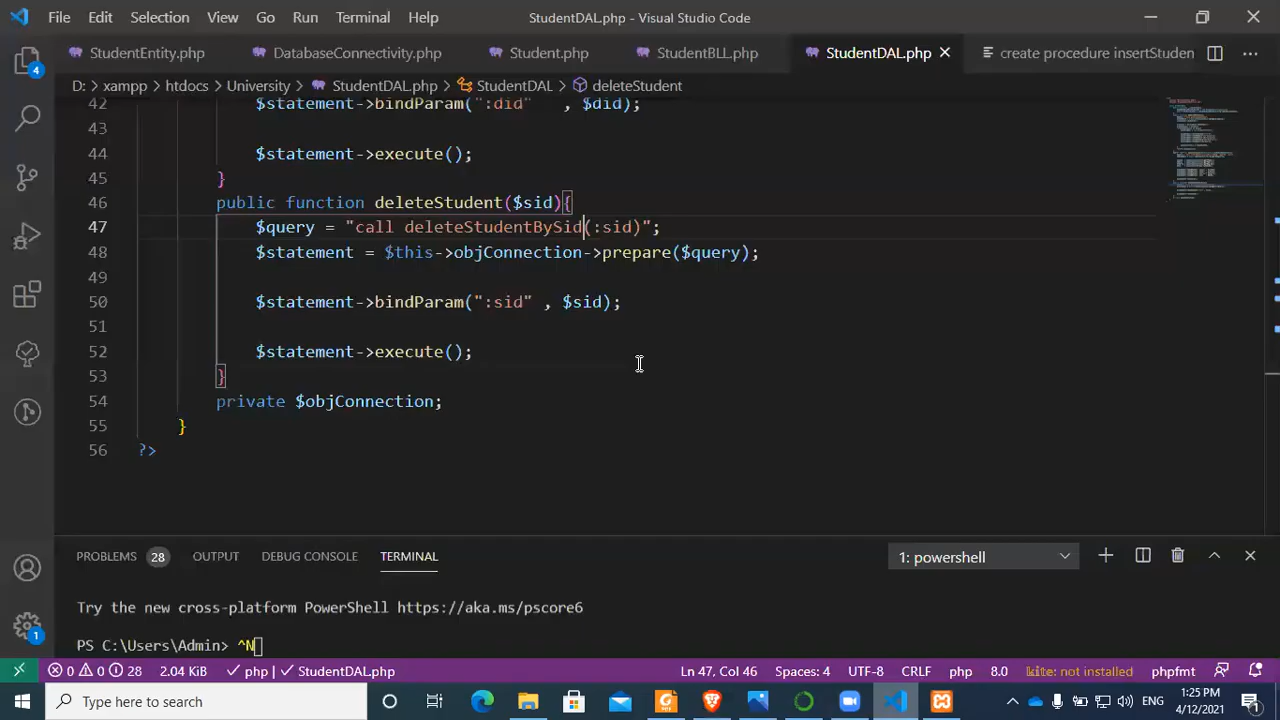 File Edit Selection View Go Run Terminal Help StudentDAL.php - Visual Studio Code
StudentEntity.php DatabaseConnectivity.php Student.php StudentBLL.php StudentDAL.php create procedure insertStuden
D: > xampp > htdocs > University > StudentDAL.php > StudentDAL > deleteStudent
42 $statement->bindParam(":did" , $did);
43
44 $statement->execute();
45 }
46 public function deleteStudent($sid){
47 $query = "call deleteStudentBySid(:sid)";
48 $statement = $this->objConnection->prepare($query);
49
50 $statement->bindParam(":sid" , $sid);
51
52 $statement->execute();
53 }
54 private $objConnection;
55 }
56 ?>
4
1
PROBLEMS 28 OUTPUT DEBUG CONSOLE TERMINAL 1: powershell
Try the new cross-platform PowerShell https://aka.ms/pscore6
PS C:\Users\Admin> ^N
0 0 28 2.04 KiB php StudentDAL.php Ln 47, Col 46 Spaces: 4 UTF-8 CRLF php 8.0 kite: not installed phpfmt
Type here to search ENG 1:25 PM
4/12/2021 1